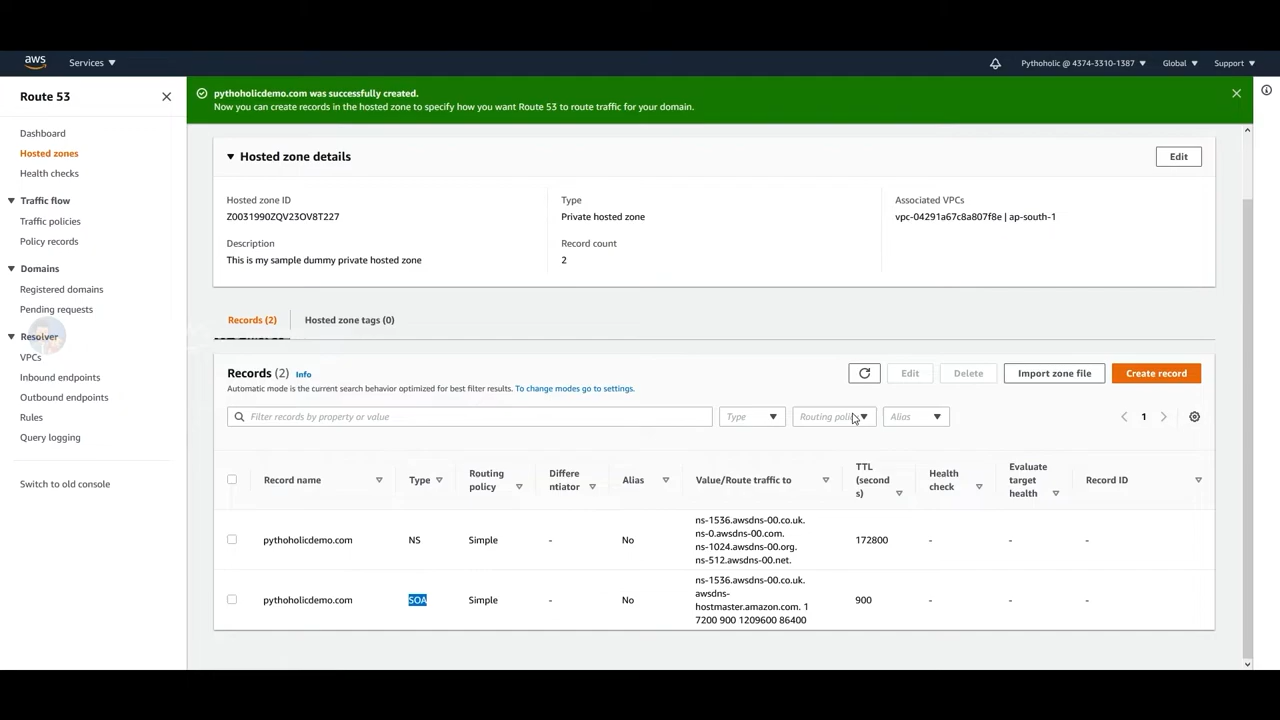 aws
Services
Pythoholic @ 4374-3310-1387
Global
Support
Route 53
Dashboard
Hosted zones
Health checks
Traffic flow
Traffic policies
Policy records
Domains
Registered domains
Pending requests
Resolver
VPCs
Inbound endpoints
Outbound endpoints
Rules
Query logging
Switch to old console
pythoholicdemo.com was successfully created.
Now you can create records in the hosted zone to specify how you want Route 53 to route traffic for your domain.
Hosted zone details
Edit
Hosted zone ID
Z0031990ZQV23OV8T227
Type
Private hosted zone
Associated VPCs
vpc-04291a67c8a807f8e | ap-south-1
Description
This is my sample dummy private hosted zone
Record count
2
Records (2)
Hosted zone tags (0)
Records (2) Info
Automatic mode is the current search behavior optimized for best filter results. To change modes go to settings.
Edit
Delete
Import zone file
Create record
Filter records by property or value
Type
Routing
Alias
1
Record name
Type
Routing
policy
Differe
ntiator
Alias
Value/Route traffic to
TTL
(second
s)
Health
check
Evaluate
target
health
Record ID
pythoholicdemo.com
NS
Simple
-
No
ns-1536.awsdns-00.co.uk.
ns-0.awsdns-00.com.
ns-1024.awsdns-00.org.
ns-512.awsdns-00.net.
172800
-
-
-
pythoholicdemo.com
SOA
Simple
-
No
ns-1536.awsdns-00.co.uk.
awsdns-
hostmaster.amazon.com. 1
7200 900 1209600 86400
900
-
-
-